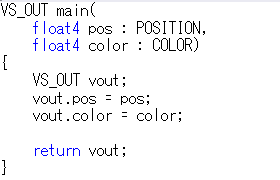 VS_OUT main(
    float4 pos : POSITION,
    float4 color : COLOR)
{
    VS_OUT vout;
    vout.pos = pos;
    vout.color = color;

    return vout;
}